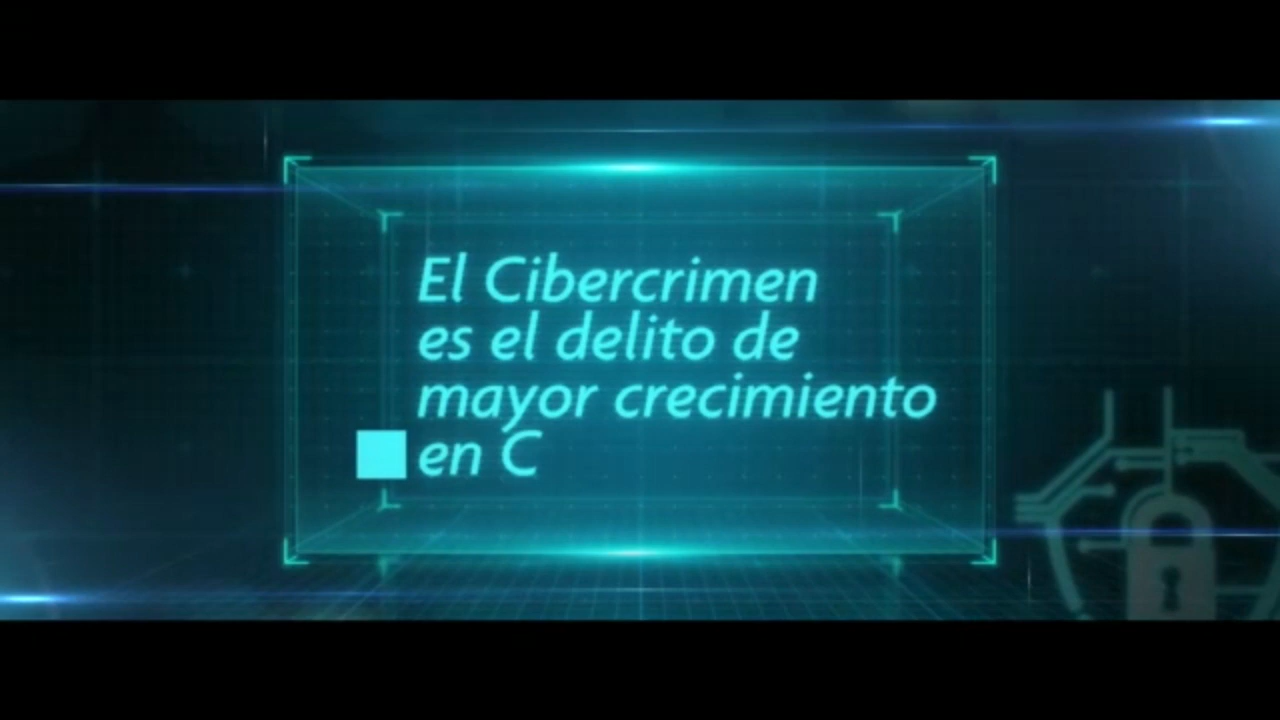 El Cibercrimen
es el delito de
mayor crecimiento
en C